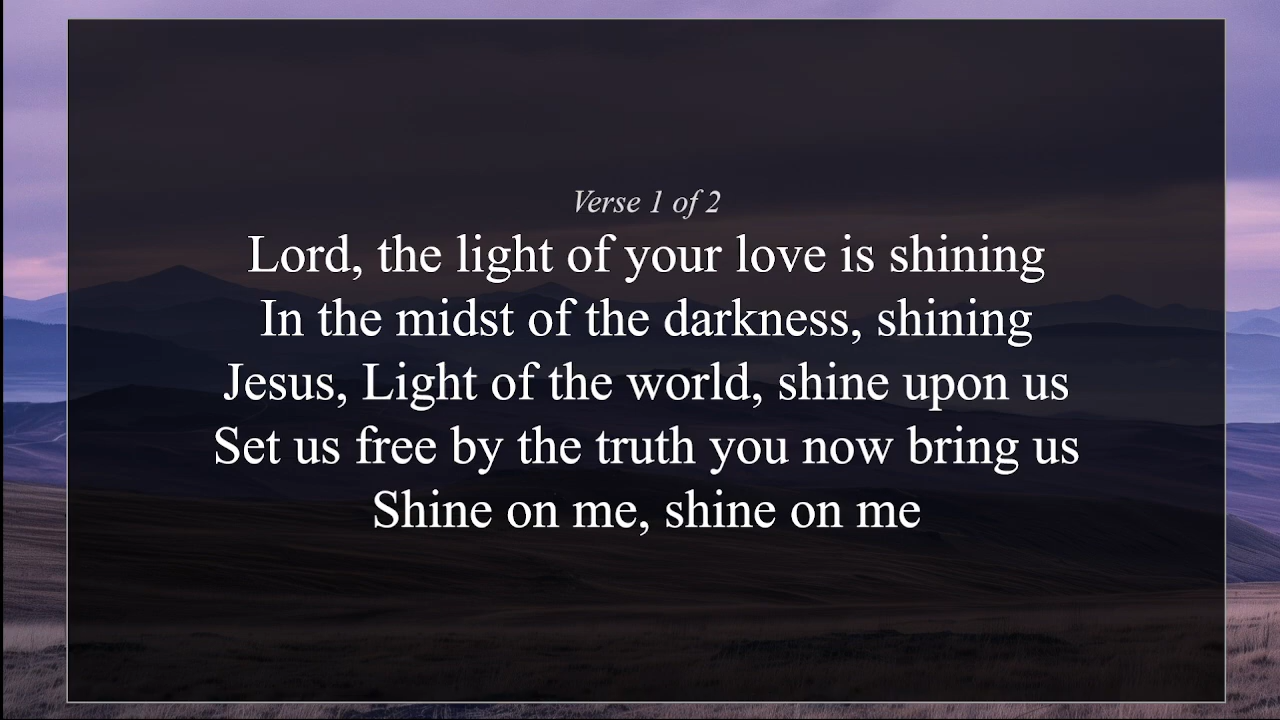 Verse 1 of 2
Lord, the light of your love is shining
In the midst of the darkness, shining
Jesus, Light of the world, shine upon us
Set us free by the truth you now bring us
Shine on me, shine on me